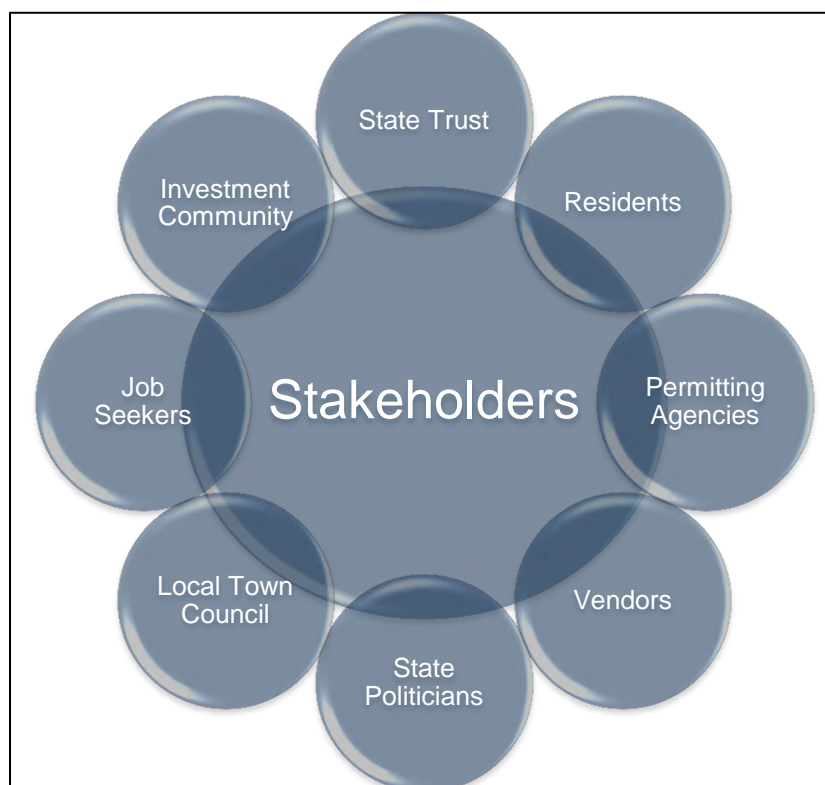 State Trust
Residents
Permitting
Agencies
Vendors
State
Politicians
Local Town
Council
Job
Seekers
Investment
Community
Stakeholders